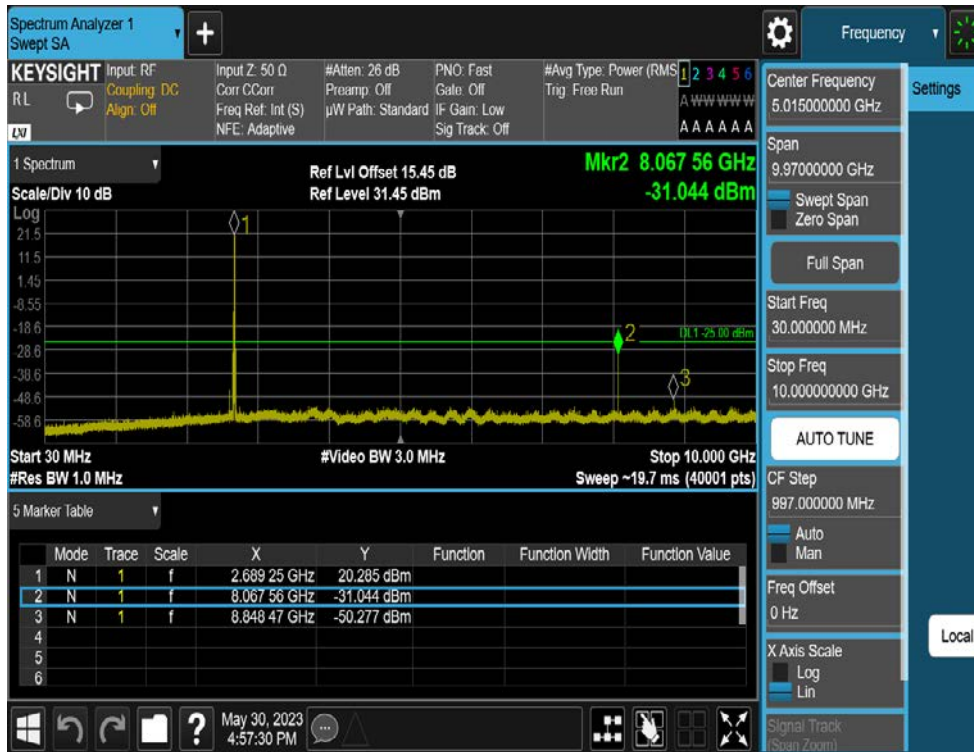 Spectrum Analyzer 1
Swept SA
+
Frequency
KEYSIGHT
RL
LXI
Input: RF
Coupling: DC
Align: Off
Input Z: 50 Ω
Corr CCorr
Freq Ref: Int (S)
NFE: Adaptive
#Atten: 26 dB
Preamp: Off
µW Path: Standard
PNO: Fast
Gate: Off
IF Gain: Low
Sig Track: Off
#Avg Type: Power (RMS
Trig: Free Run
1 2 3 4 5 6
A W W W W W
A A A A A A
1 Spectrum
Scale/Div 10 dB
Ref Lvl Offset 15.45 dB
Ref Level 31.45 dBm
Mkr2 8.067 56 GHz
-31.044 dBm
Log
21.5
11.5
1.45
-8.55
-18.6
-28.6
-38.6
-48.6
-58.6
1
2
3
DL1 -25.00 dBm
Start 30 MHz
#Video BW 3.0 MHz
Stop 10.000 GHz
#Res BW 1.0 MHz
Sweep ~19.7 ms (40001 pts)
5 Marker Table
Mode Trace Scale X Y Function Function Width Function Value
1 N 1 f 2.689 25 GHz 20.285 dBm
2 N 1 f 8.067 56 GHz -31.044 dBm
3 N 1 f 8.848 47 GHz -50.277 dBm
4
5
6
?
May 30, 2023
4:57:30 PM
Center Frequency
5.015000000 GHz
Span
9.97000000 GHz
Swept Span
Zero Span
Full Span
Start Freq
30.000000 MHz
Stop Freq
10.000000000 GHz
AUTO TUNE
CF Step
997.000000 MHz
Auto
Man
Freq Offset
0 Hz
X Axis Scale
Log
Lin
Signal Track
(Span Zoom)
Settings
Local